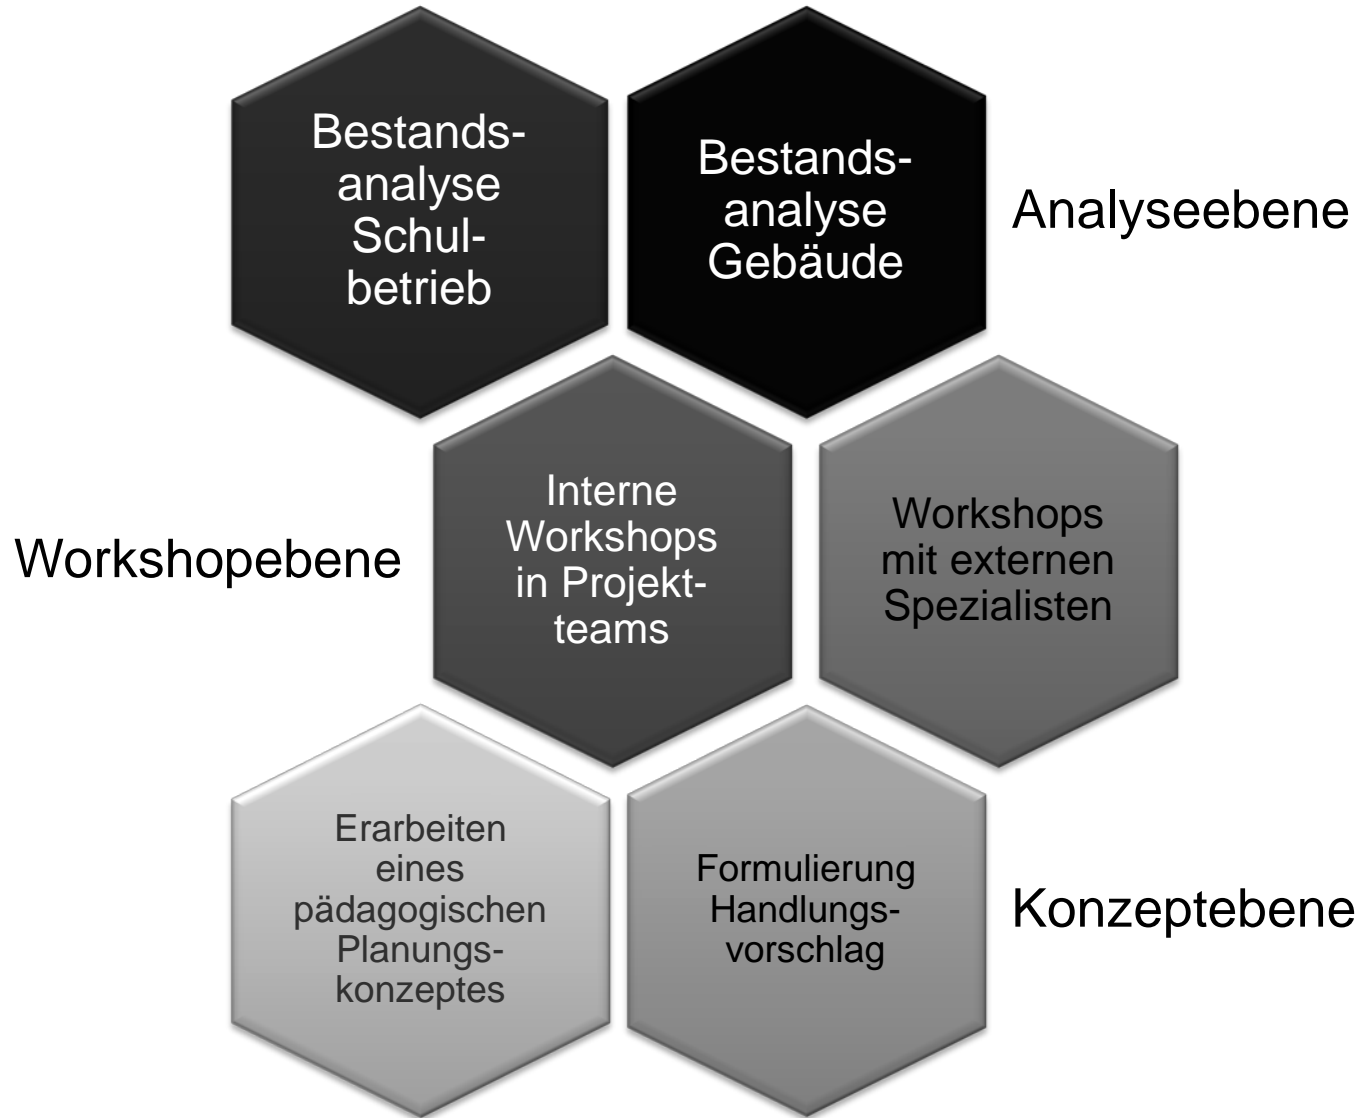 Bestands-
analyse
Schul-
betrieb
Bestands-
analyse
Gebäude
Analyseebene
Workshopebene
Interne
Workshops
in Projekt-
teams
Workshops
mit externen
Spezialisten
Erarbeiten
eines
pädagogischen
Planungs-
konzeptes
Formulierung
Handlungs-
vorschlag
Konzeptebene